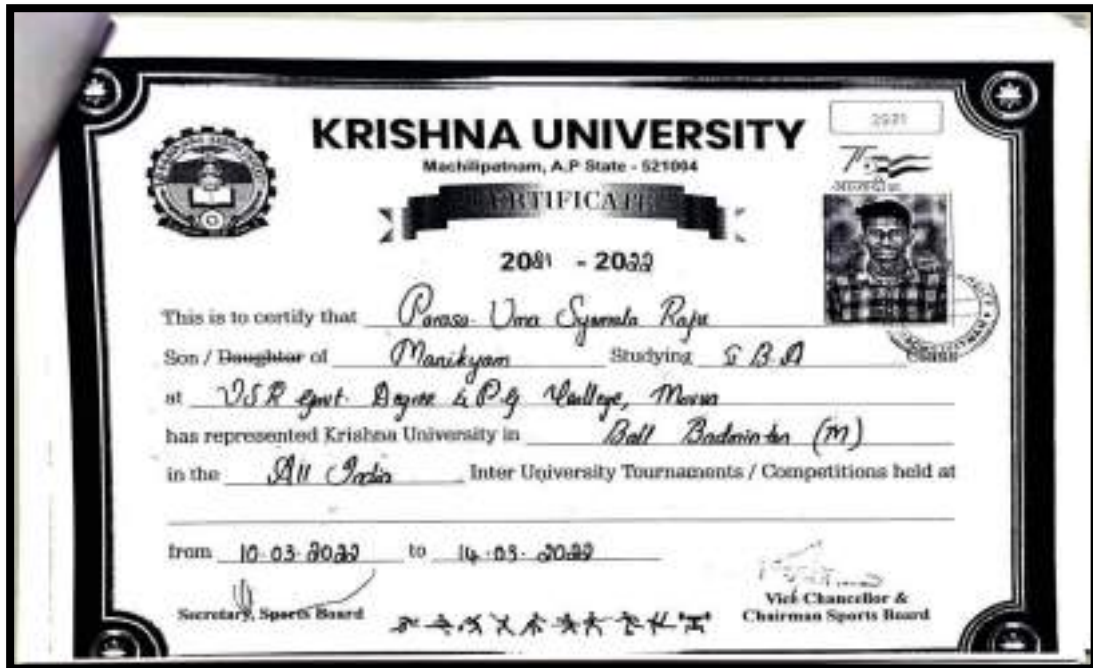 KRISHNA UNIVERSITY
2971
Machilipatnam, A.P State - 521004
75
CERTIFICATE
2021 - 2022
This is to certify that Parasa Uma Syamala Raju
Son / Daughter of Manikyam Studying B.A Class
at V.S.R Govt. Degree & P.G College, Movva
has represented Krishna University in Ball Badminton (M)
in the All India Inter University Tournaments / Competitions held at
from 10-03-2022 to 14-03-2022
Secretary, Sports Board
Vice Chancellor &
Chairman Sports Board